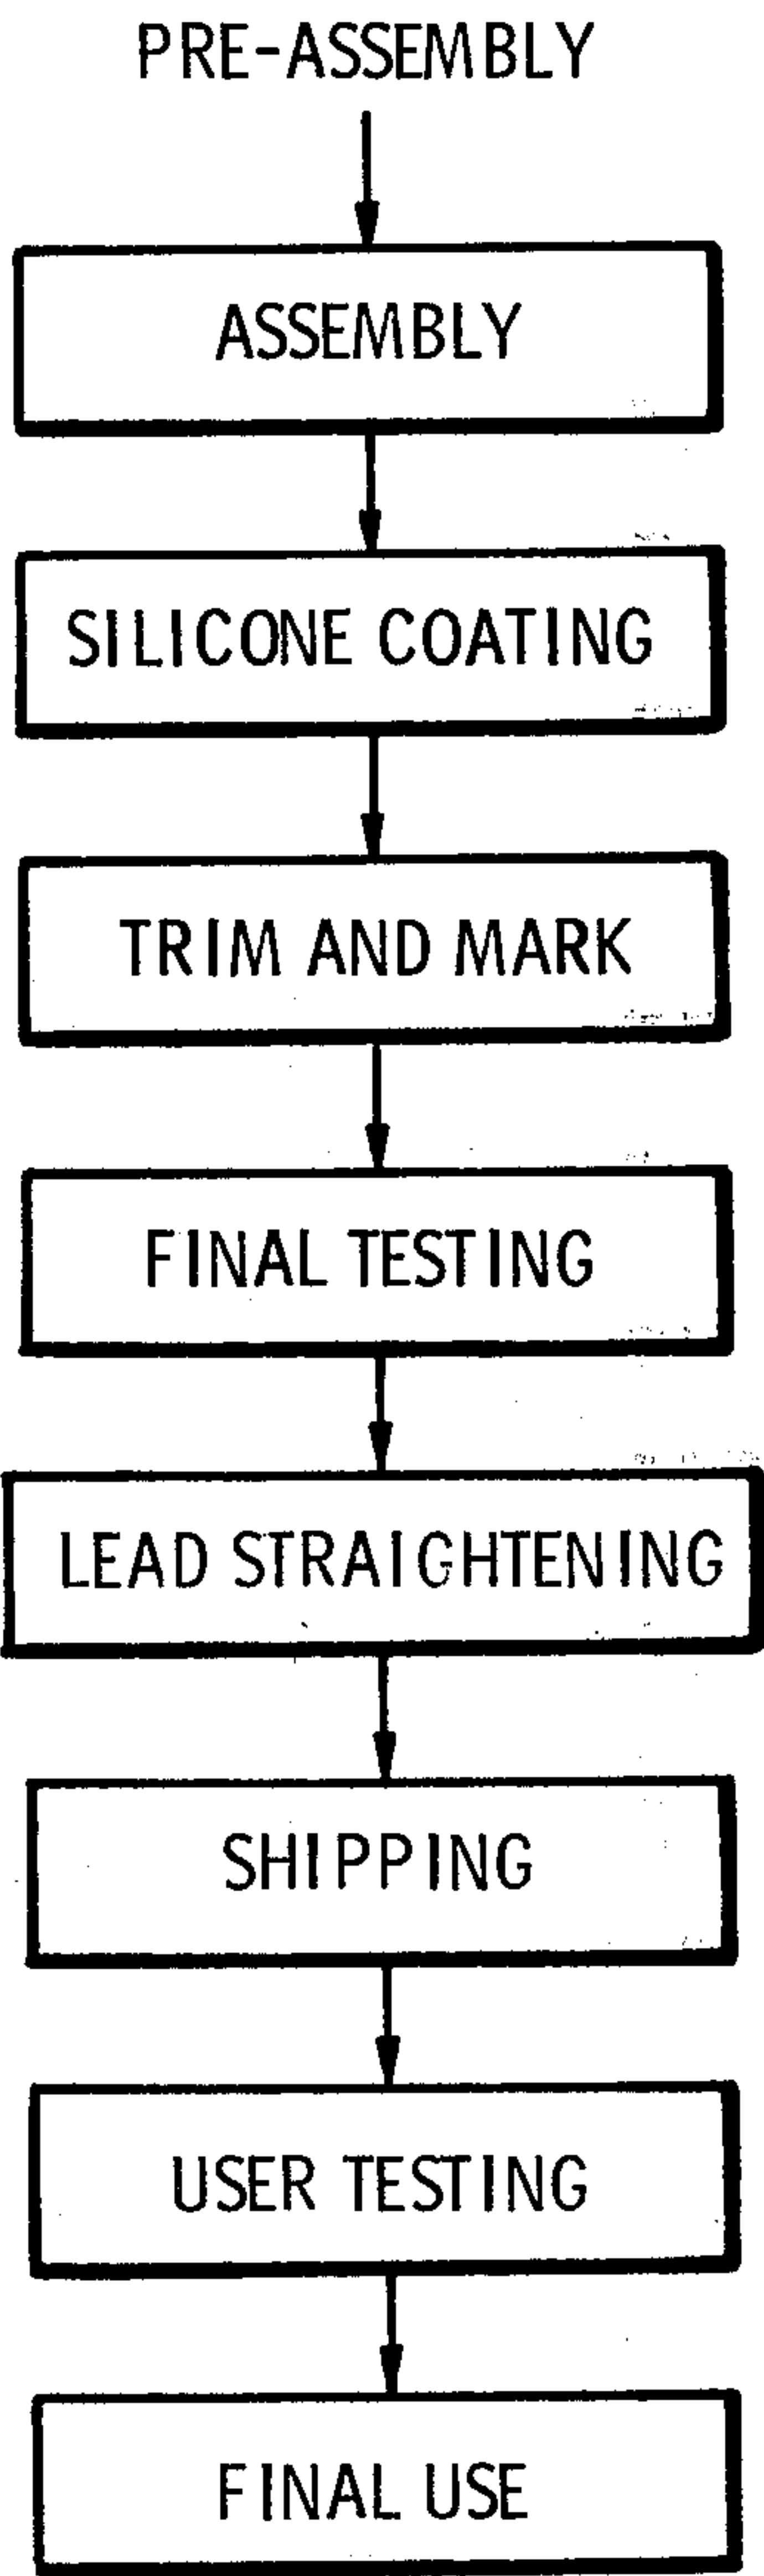 PRE-ASSEMBLY
ASSEMBLY
SILICONE COATING
TRIM AND MARK
FINAL TESTING
LEAD STRAIGHTENING
SHIPPING
USER TESTING
FINAL USE